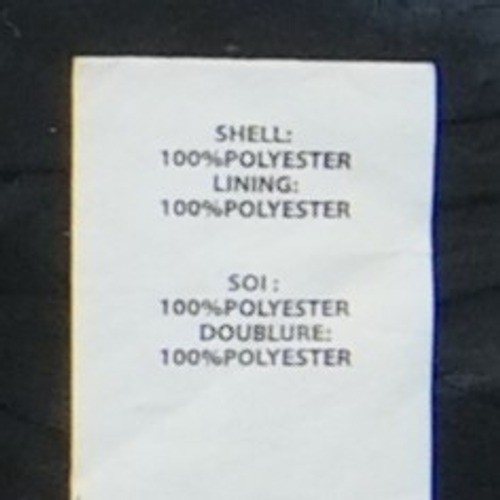 SHELL:
100%POLYESTER
LINING:
100%POLYESTER
SOI :
100%POLYESTER
DOUBLURE:
100%POLYESTER